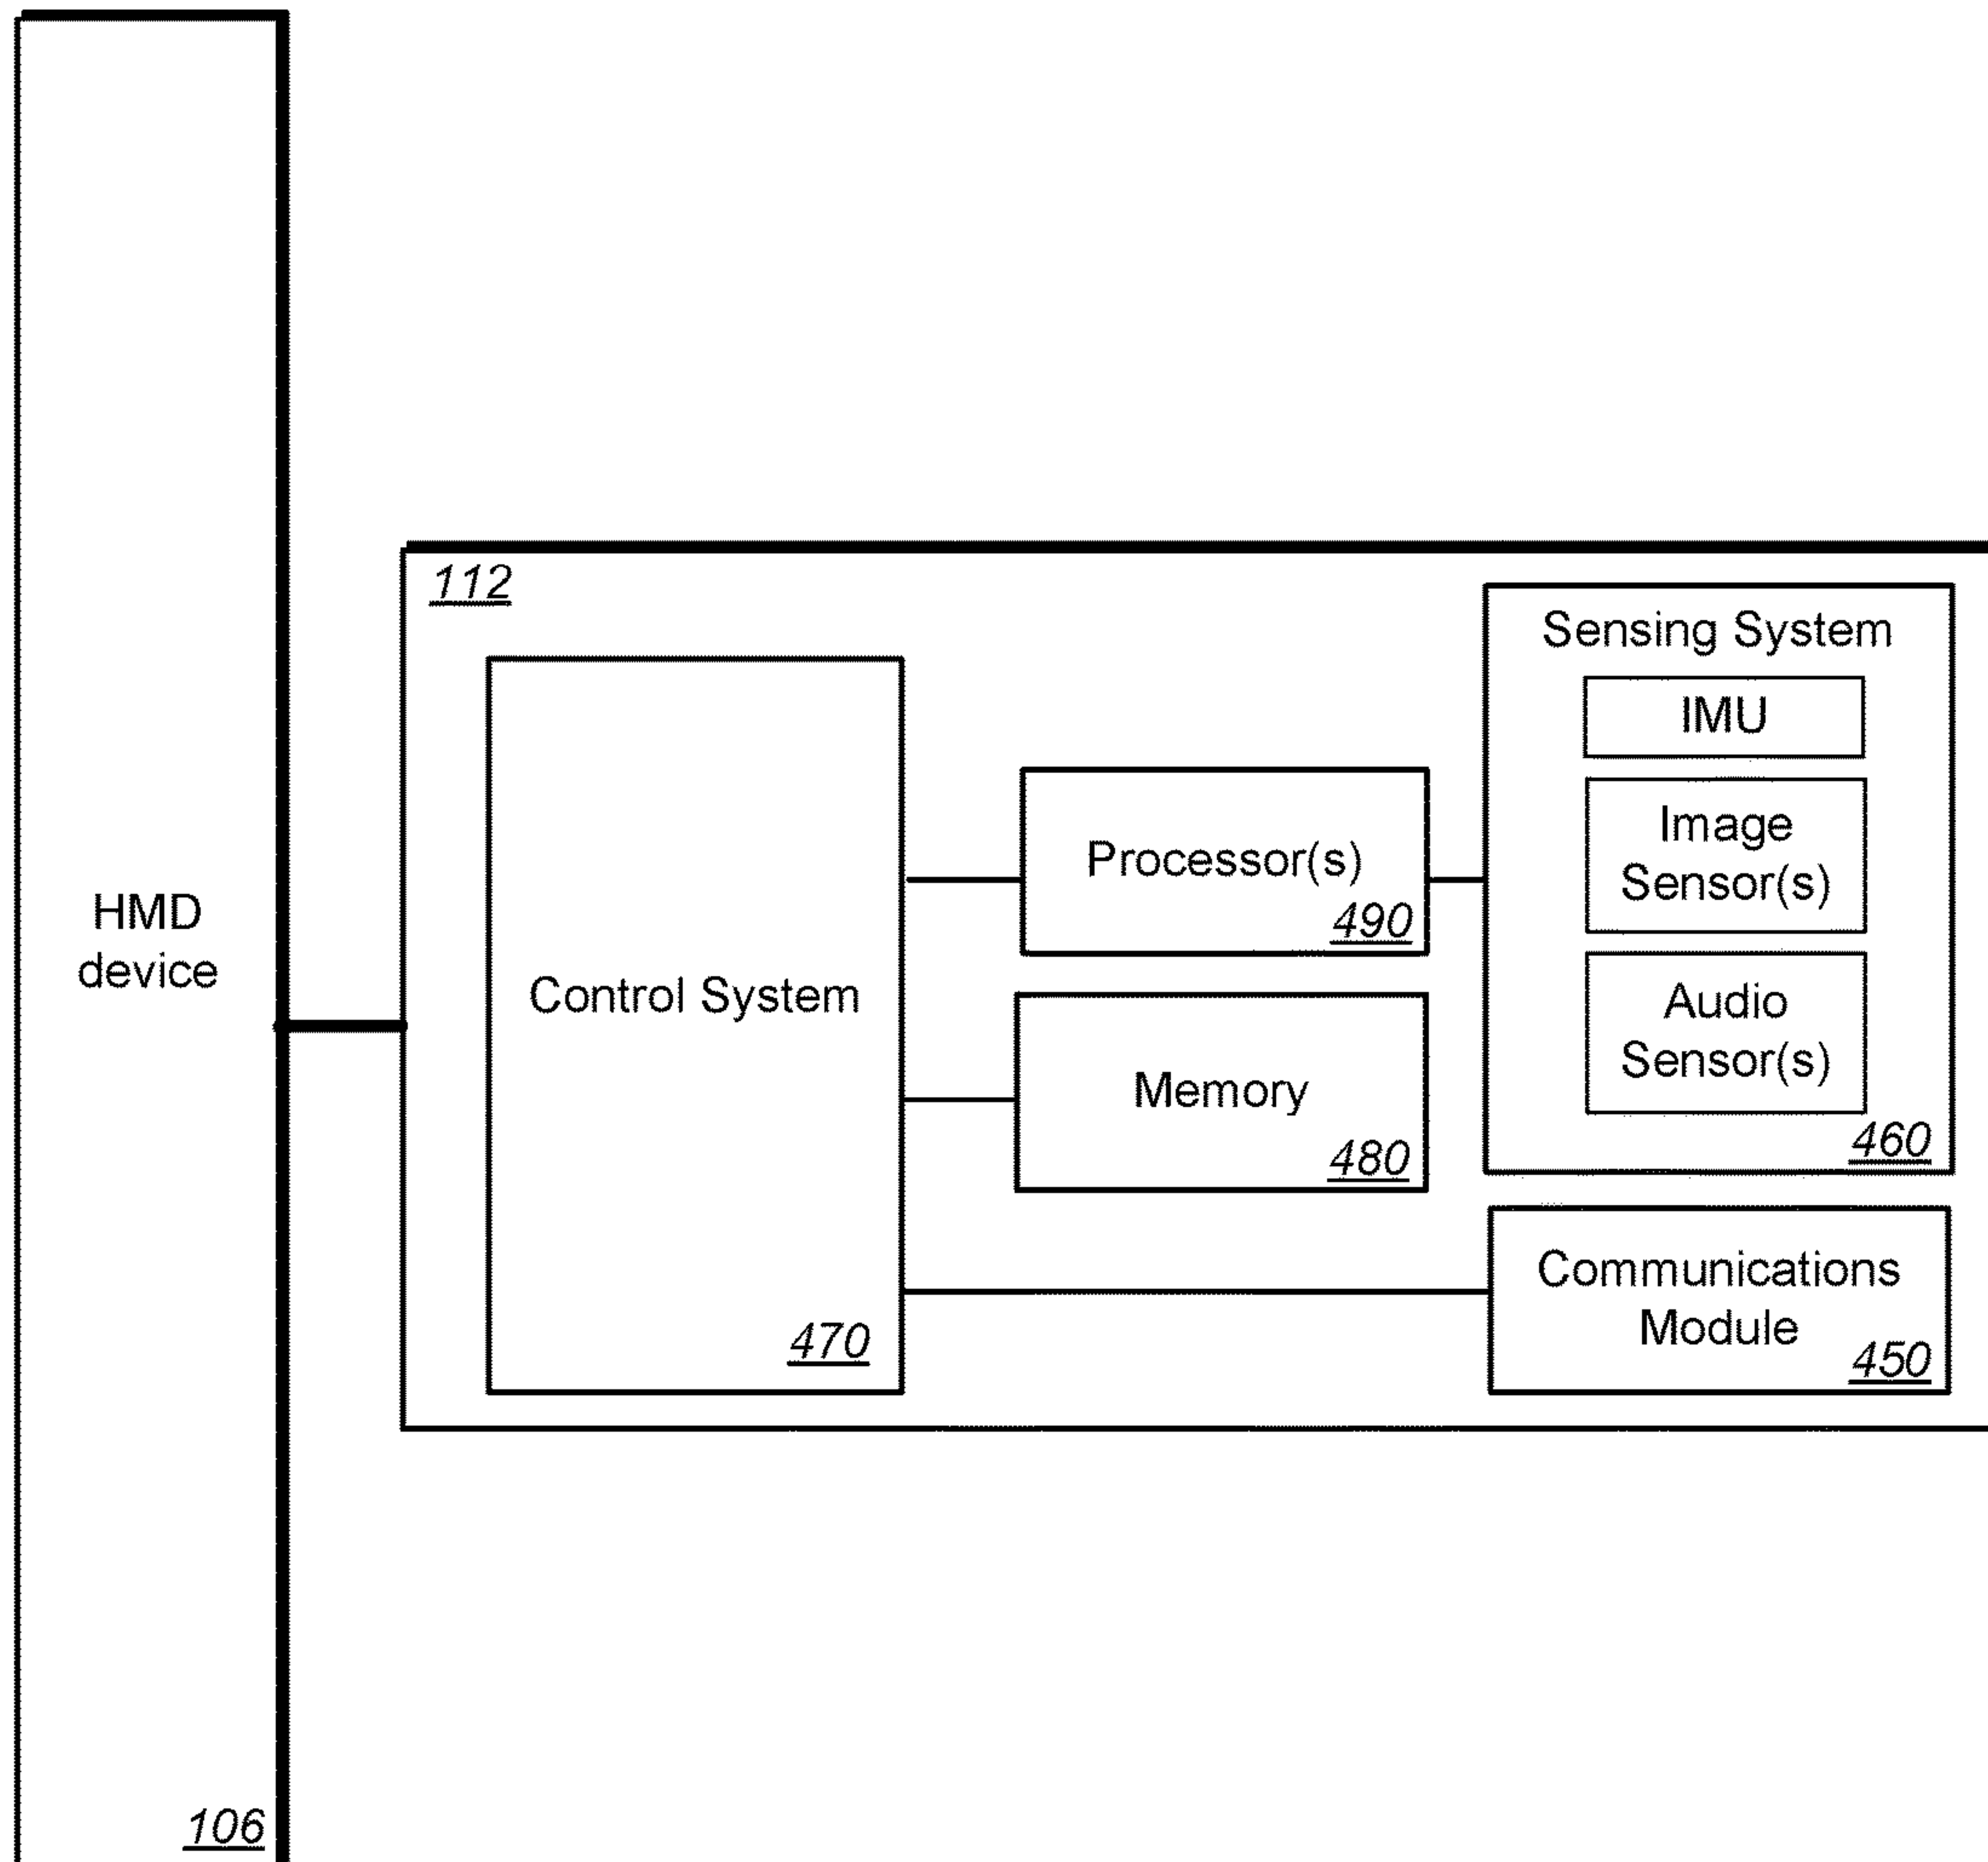 HMD
device
106
112
Control System
470
Processor(s)
490
Memory
480
Sensing System
IMU
Image
Sensor(s)
Audio
Sensor(s)
460
Communications
Module
450